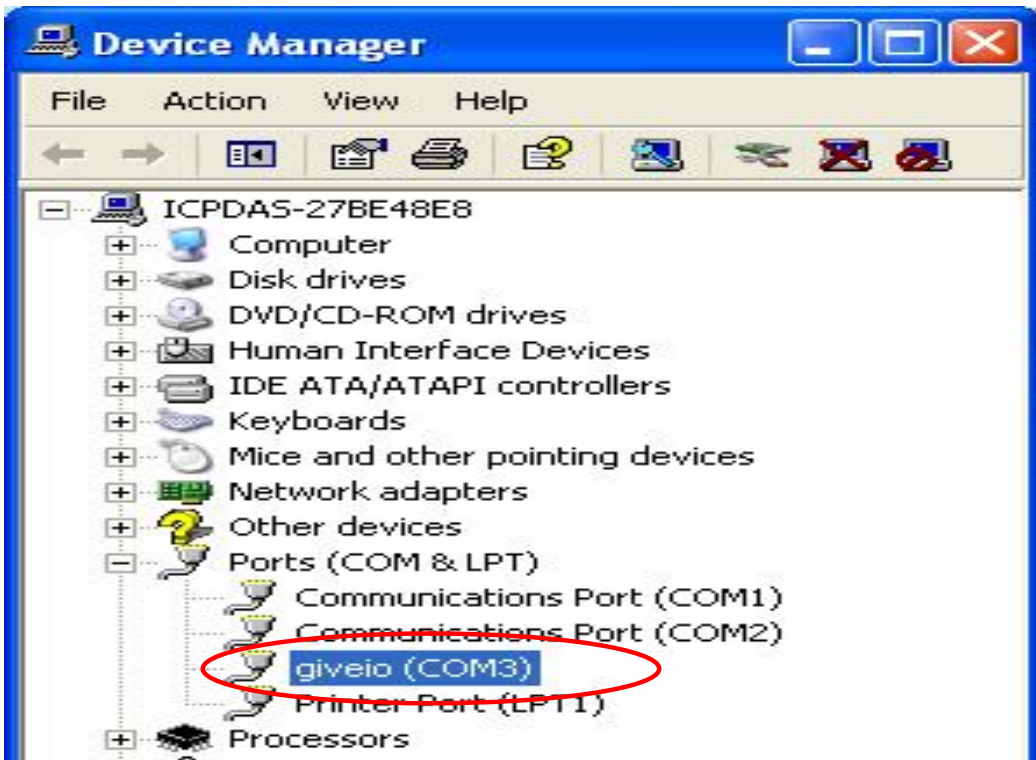 Device Manager
File Action View Help
ICPDAS-27BE48E8
Computer
Disk drives
DVD/CD-ROM drives
Human Interface Devices
IDE ATA/ATAPI controllers
Keyboards
Mice and other pointing devices
Network adapters
Other devices
Ports (COM & LPT)
Communications Port (COM1)
Communications Port (COM2)
giveio (COM3)
Printer Port (LPT1)
Processors